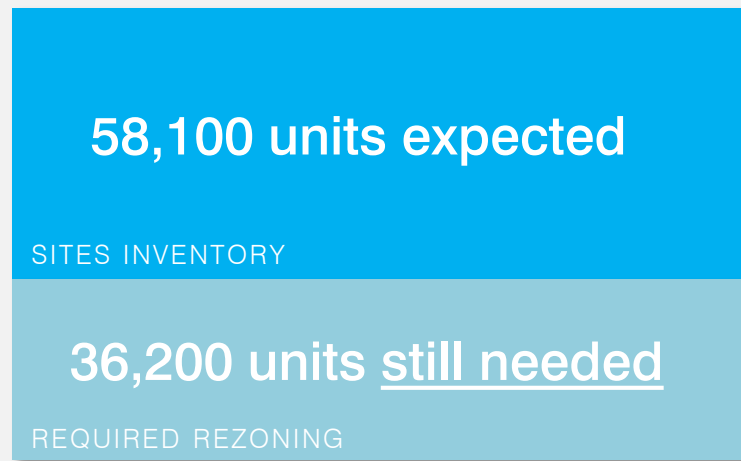 58,100 units expected
SITES INVENTORY
36,200 units still needed
REQUIRED REZONING